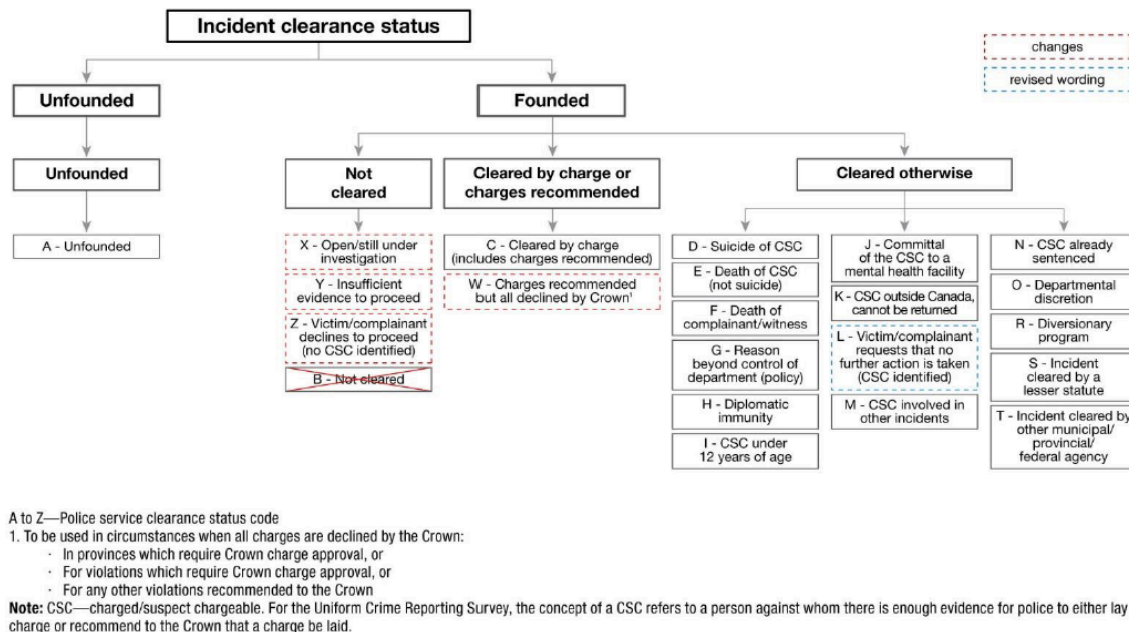 Incident clearance status
changes
revised wording
Unfounded
Founded
Unfounded
Not
cleared
Cleared by charge or
charges recommended
Cleared otherwise
A - Unfounded
X - Open/still under
investigation
Y - Insufficient
evidence to proceed
Z - Victim/complainant
declines to proceed
(no CSC identified)
B - Not cleared
C - Cleared by charge
(includes charges recommended)
W - Charges recommended
but all declined by Crown¹
D - Suicide of CSC
E - Death of CSC
(not suicide)
F - Death of
complainant/witness
G - Reason
beyond control of
department (policy)
H - Diplomatic
immunity
I - CSC under
12 years of age
J - Committal
of the CSC to a
mental health facility
K - CSC outside Canada,
cannot be returned
L - Victim/complainant
requests that no
further action is taken
(CSC identified)
M - CSC involved in
other incidents
N - CSC already
sentenced
O - Departmental
discretion
R - Diversionary
program
S - Incident
cleared by a
lesser statute
T - Incident cleared by
other municipal/
provincial/
federal agency
A to Z—Police service clearance status code
1. To be used in circumstances when all charges are declined by the Crown:
· In provinces which require Crown charge approval, or
· For violations which require Crown charge approval, or
· For any other violations recommended to the Crown
Note: CSC—charged/suspect chargeable. For the Uniform Crime Reporting Survey, the concept of a CSC refers to a person against whom there is enough evidence for police to either lay
charge or recommend to the Crown that a charge be laid.